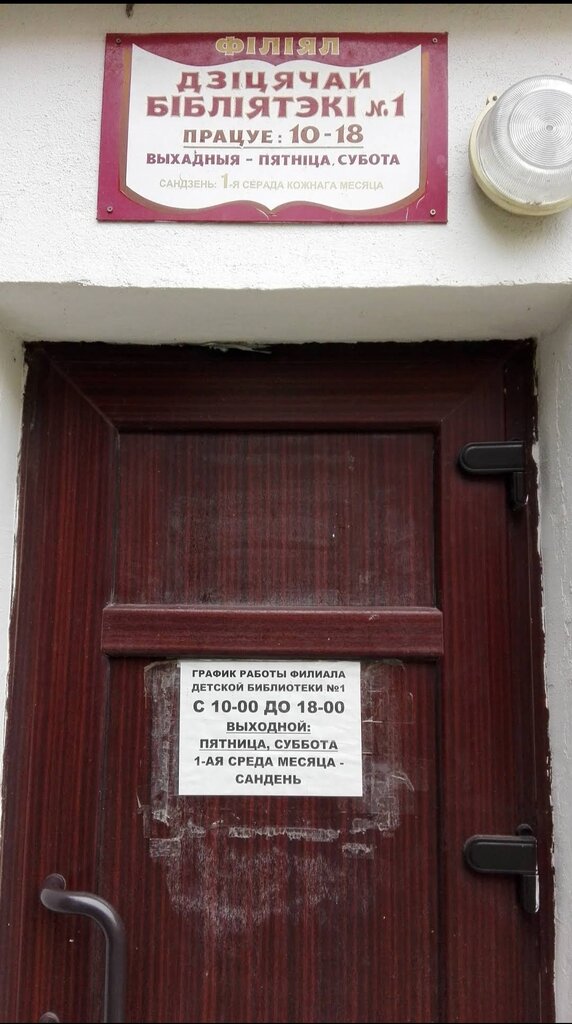 ФІЛІЯЛ
ДЗІЦЯЧАЙ
БІБЛІЯТЭКІ №1
ПРАЦУЕ: 10-18
ВЫХАДНЫЯ - ПЯТНІЦА, СУБОТА
САНДЗЕНЬ: 1-Я СЕРАДА КОЖНАГА МЕСЯЦА
ГРАФИК РАБОТЫ ФИЛИАЛА
ДЕТСКОЙ БИБЛИОТЕКИ №1
С 10-00 ДО 18-00
ВЫХОДНОЙ:
ПЯТНИЦА, СУББОТА
1-АЯ СРЕДА МЕСЯЦА -
САНДЕНЬ